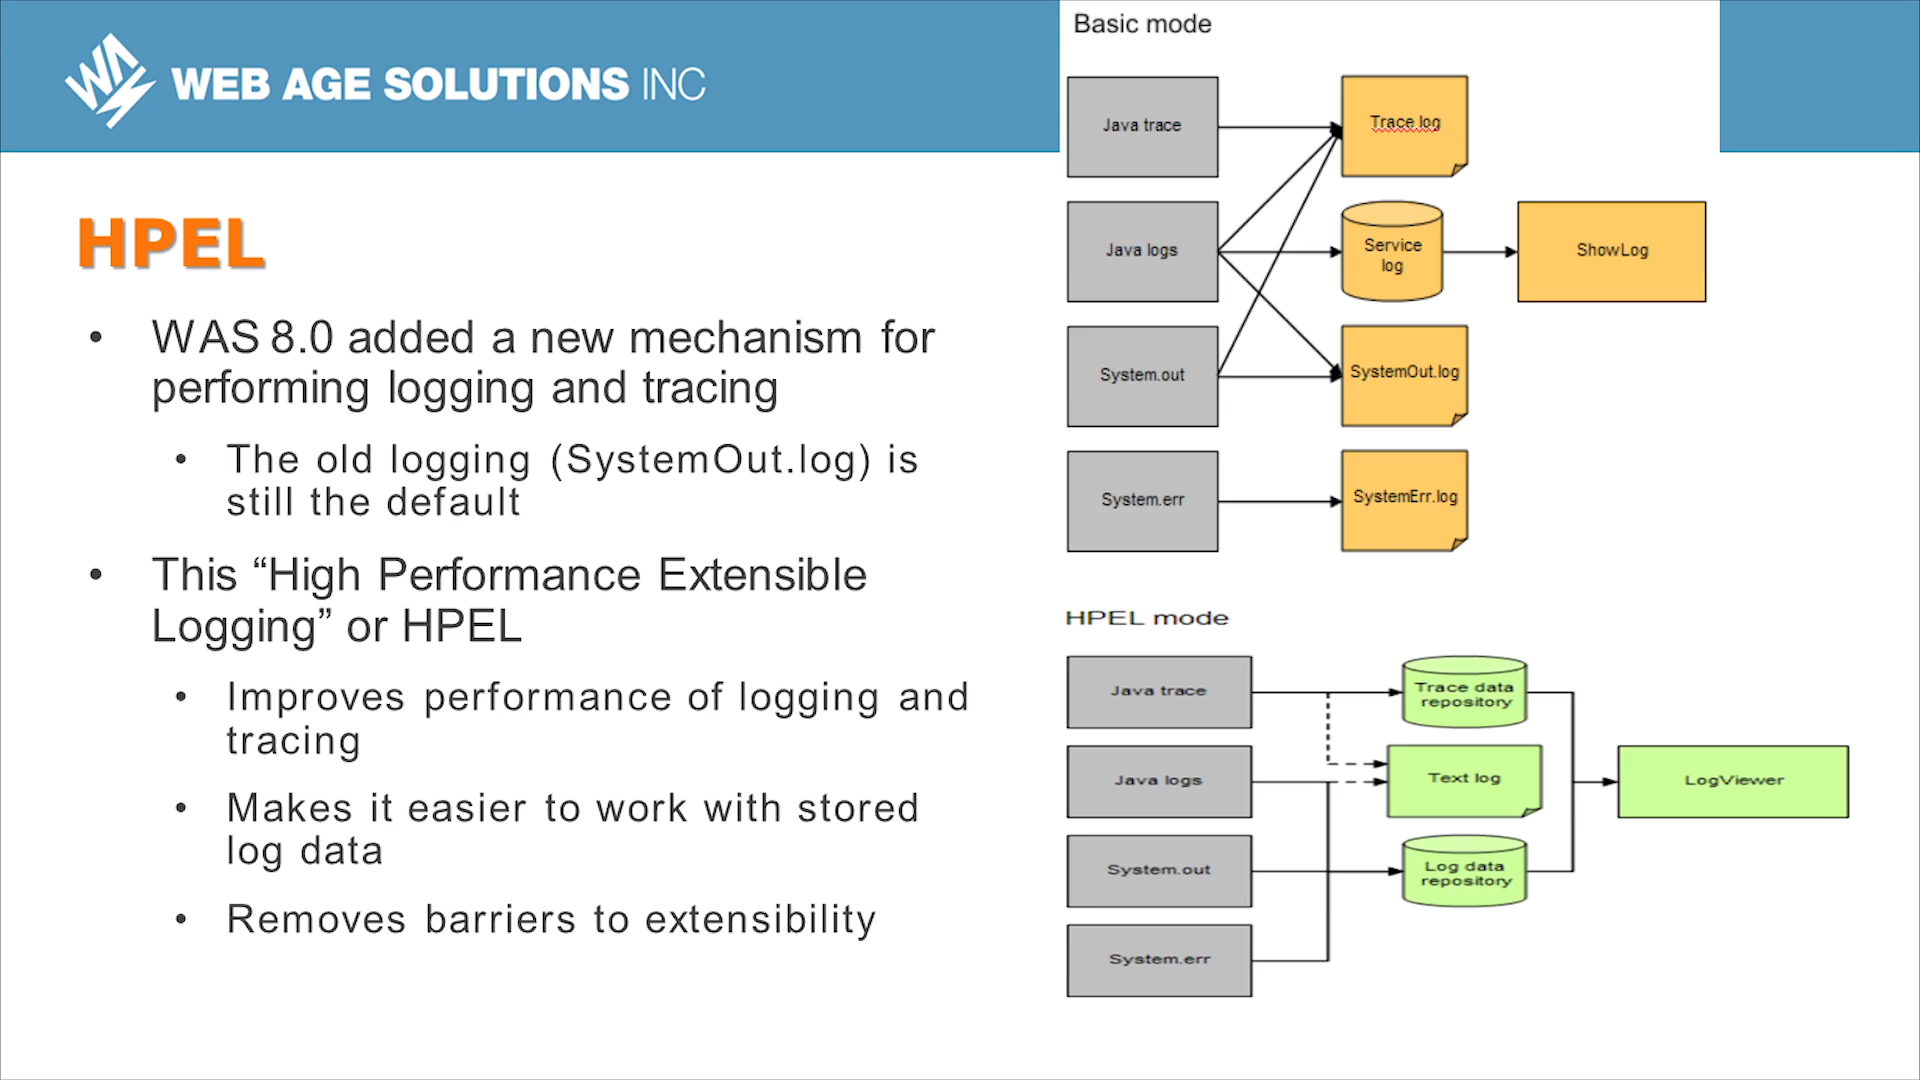 WEB AGE SOLUTIONS INC
HPEL
• WAS 8.0 added a new mechanism for
performing logging and tracing
• The old logging (SystemOut.log) is
still the default
• This “High Performance Extensible
Logging” or HPEL
• Improves performance of logging and
tracing
• Makes it easier to work with stored
log data
• Removes barriers to extensibility
Basic mode
Java trace
Trace log
Java logs
Service
log
ShowLog
System.out
SystemOut.log
System.err
SystemErr.log
HPEL mode
Java trace
Trace data
repository
Java logs
Text log
LogViewer
System.out
Log data
repository
System.err